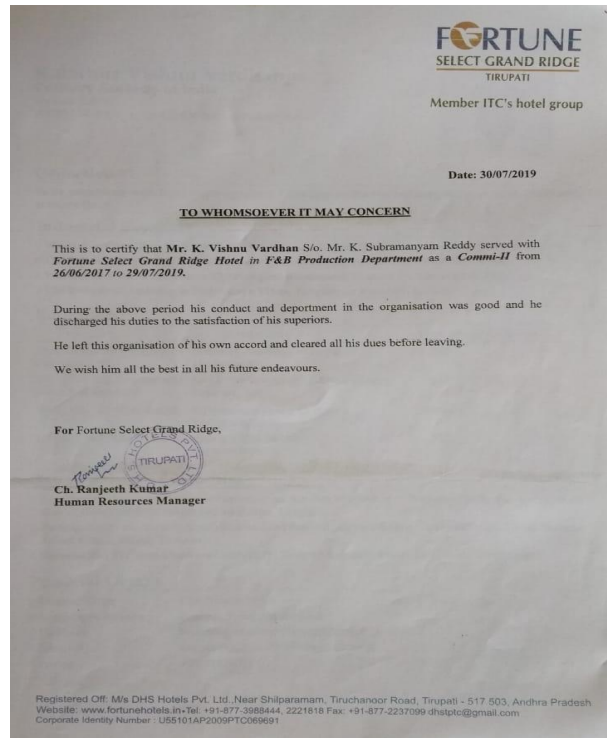 FORTUNE
SELECT GRAND RIDGE
TIRUPATI
Member ITC's hotel group
Date: 30/07/2019
TO WHOMSOEVER IT MAY CONCERN
This is to certify that Mr. K. Vishnu Vardhan S/o. Mr. K. Subramanyam Reddy served with
Fortune Select Grand Ridge Hotel in F&B Production Department as a Commi-II from
26/06/2017 to 29/07/2019.
During the above period his conduct and deportment in the organisation was good and he
discharged his duties to the satisfaction of his superiors.
He left this organisation of his own accord and cleared all his dues before leaving.
We wish him all the best in all his future endeavours.
For Fortune Select Grand Ridge,
D.H.S. HOTELS PVT. LTD.
TIRUPATI
Ch. Ranjeeth Kumar
Human Resources Manager
Registered Off: M/s DHS Hotels Pvt. Ltd.,Near Shilparamam, Tiruchanoor Road, Tirupati - 517 503, Andhra Pradesh
Website: www.fortunehotels.in•Tel: +91-877-3988444, 2221818 Fax: +91-877-2237099 dhstptc@gmail.com
Corporate Identity Number : U55101AP2009PTC069691